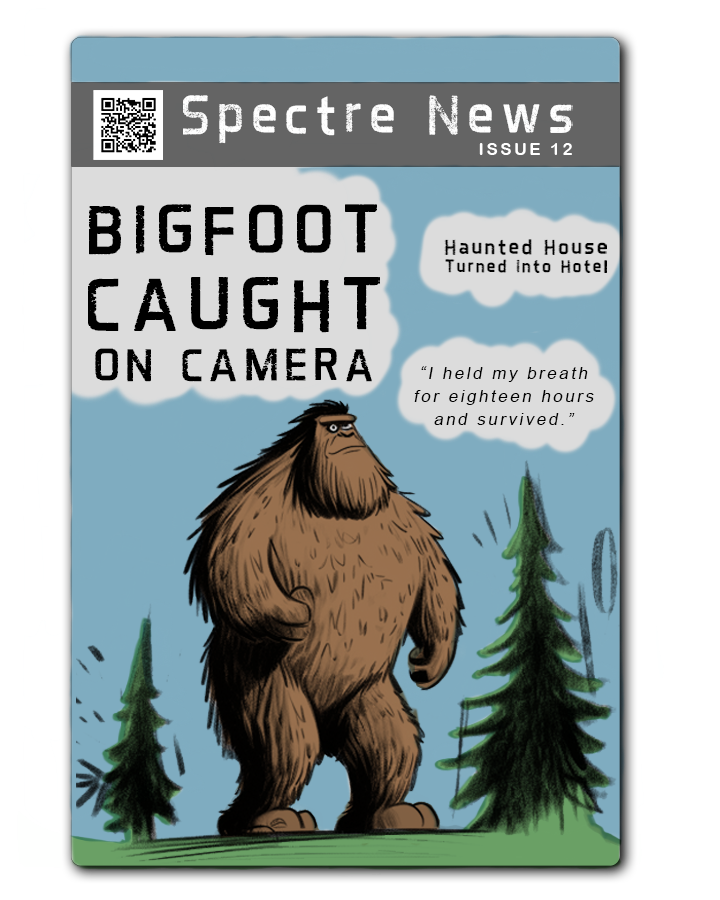 Spectre News
ISSUE 12
BIGFOOT
CAUGHT
ON CAMERA
Haunted House
Turned into Hotel
“I held my breath
for eighteen hours
and survived.”